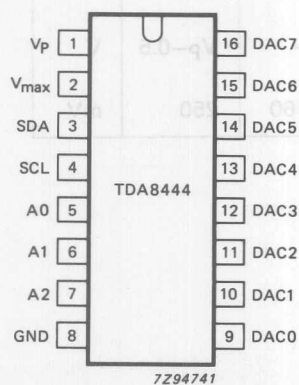 VP 1 16 DAC7
Vmax 2 15 DAC6
SDA 3 14 DAC5
SCL 4 13 DAC4
TDA8444
A0 5 12 DAC3
A1 6 11 DAC2
A2 7 10 DAC1
GND 8 9 DAC0
7Z94741